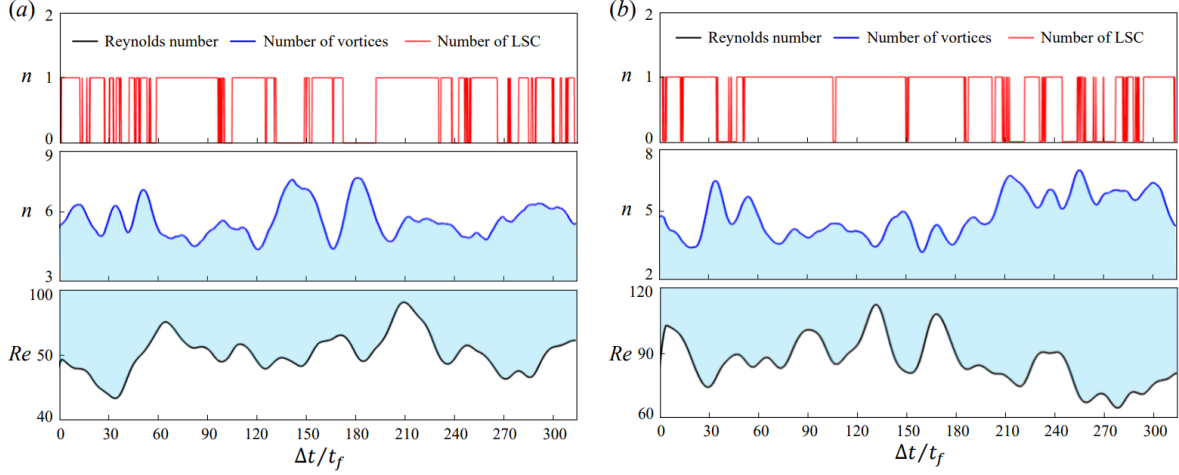 (a)
2
Reynolds number Number of vortices Number of LSC
n 1
0
9
n 6
3
100
Re 50
40
0 30 60 90 120 150 180 210 240 270 300
Δt/t_f
(b)
2
Reynolds number Number of vortices Number of LSC
n 1
0
8
n 5
2
120
Re 90
60
0 30 60 90 120 150 180 210 240 270 300
Δt/t_f